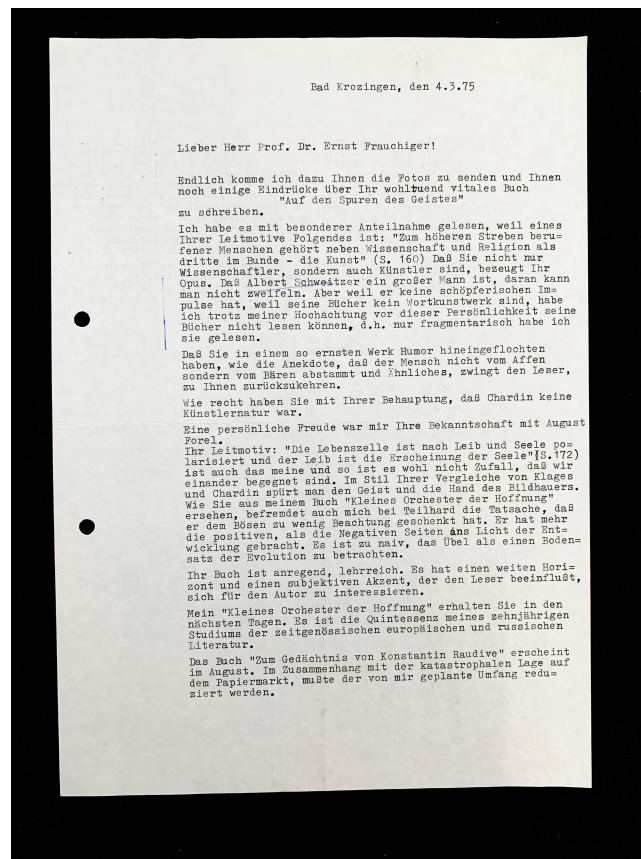 Bad Krozingen, den 4.3.75
Lieber Herr Prof. Dr. Ernst Frauchiger!
Endlich komme ich dazu Ihnen die Fotos zu senden und Ihnen
noch einige Eindrücke über Ihr wohltuend vitales Buch
"Auf den Spuren des Geistes"
zu schreiben.
Ich habe es mit besonderer Anteilnahme gelesen, weil eines
Ihrer Leitmotive Folgendes ist: "Zum höheren Streben beru=
fener Menschen gehört neben Wissenschaft und Religion als
dritte im Bunde - die Kunst" (S. 160) Daß Sie nicht nur
Wissenschaftler, sondern auch Künstler sind, bezeugt Ihr
Opus. Daß Albert Schweitzer ein großer Mann ist, daran kann
man nicht zweifeln. Aber weil er keine schöpferischen Im=
pulse hat, weil seine Bücher kein Wortkunstwerk sind, habe
ich trotz meiner Hochachtung vor dieser Persönlichkeit seine
Bücher nicht lesen können, d.h. nur fragmentarisch habe ich
sie gelesen.
Daß Sie in einem so ernsten Werk Humor hineingeflochten
haben, wie die Anekdote, daß der Mensch nicht vom Affen
sondern vom Bären abstammt und Ähnliches, zwingt den Leser,
zu Ihnen zurückzukehren.
Wie recht haben Sie mit Ihrer Behauptung, daß Chardin keine
Künstlernatur war.
Eine persönliche Freude war mir Ihre Bekanntschaft mit August
Forel.
Ihr Leitmotiv: "Die Lebenszelle ist nach Leib und Seele po=
larisiert und der Leib ist die Erscheinung der Seele"(S.172)
ist auch das meine und so ist es wohl nicht Zufall, daß wir
einander begegnet sind. Im Stil Ihrer Vergleiche von Klages
und Chardin spürt man den Geist und die Hand des Bildhauers.
Wie Sie aus meinem Buch "Kleines Orchester der Hoffnung"
ersehen, befremdet auch mich bei Teilhard die Tatsache, daß
er dem Bösen zu wenig Beachtung geschenkt hat. Er hat mehr
die positiven, als die Negativen Seiten ans Licht der Ent=
wicklung gebracht. Es ist zu naiv, das Übel als einen Boden=
satz der Evolution zu betrachten.
Ihr Buch ist anregend, lehrreich. Es hat einen weiten Hori=
zont und einen subjektiven Akzent, der den Leser beeinflußt,
sich für den Autor zu interessieren.
Mein "Kleines Orchester der Hoffnung" erhalten Sie in den
nächsten Tagen. Es ist die Quintessenz meines zehnjährigen
Studiums der zeitgenössischen europäischen und russischen
Literatur.
Das Buch "Zum Gedächtnis von Konstantin Raudive" erscheint
im August. Im Zusammenhang mit der katastrophalen Lage auf
dem Papiermarkt, mußte der von mir geplante Umfang redu=
ziert werden.